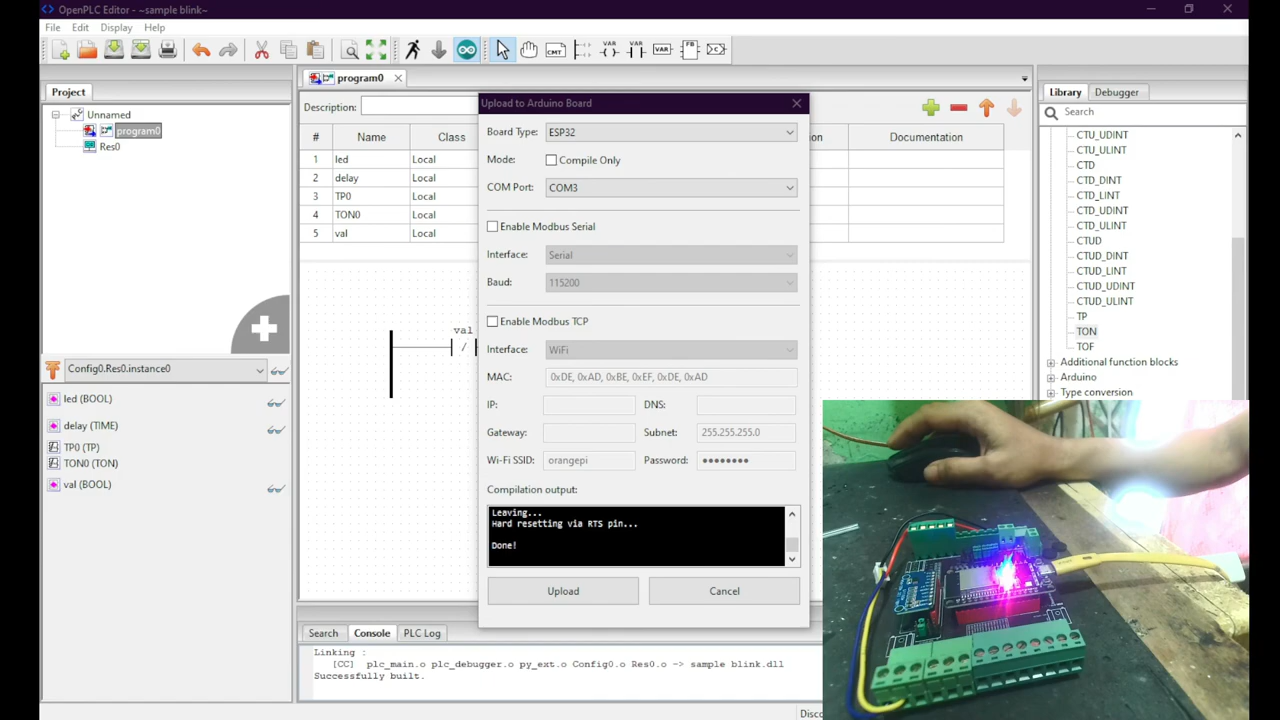 OpenPLC Editor - ~sample blink~
File Edit Display Help
Project
Unnamed
program0
Res0
Config0.Res0.instance0
led (BOOL)
delay (TIME)
TP0 (TP)
TON0 (TON)
val (BOOL)
program0
Description:
# Name Class Documentation
1 led Local
2 delay Local
3 TP0 Local
4 TON0 Local
5 val Local
val
Upload to Arduino Board
Board Type: ESP32
Mode: Compile Only
COM Port: COM3
Enable Modbus Serial
Interface: Serial
Baud: 115200
Enable Modbus TCP
Interface: WiFi
MAC: 0xDE, 0xAD, 0xBE, 0xEF, 0xDE, 0xAD
IP: DNS:
Gateway: Subnet: 255.255.255.0
Wi-Fi SSID: orangepi Password: ••••••••
Compilation output:
Leaving...
Hard resetting via RTS pin...
Done!
Upload Cancel
Search Console PLC Log
Linking :
[CC] plc_main.o plc_debugger.o py_ext.o Config0.o Res0.o -> sample blink.dll
Successfully built.
Library Debugger
Search
CTU_UDINT
CTU_ULINT
CTD
CTD_DINT
CTD_LINT
CTD_UDINT
CTD_ULINT
CTUD
CTUD_DINT
CTUD_LINT
CTUD_UDINT
CTUD_ULINT
TP
TON
TOF
Additional function blocks
Arduino
Type conversion